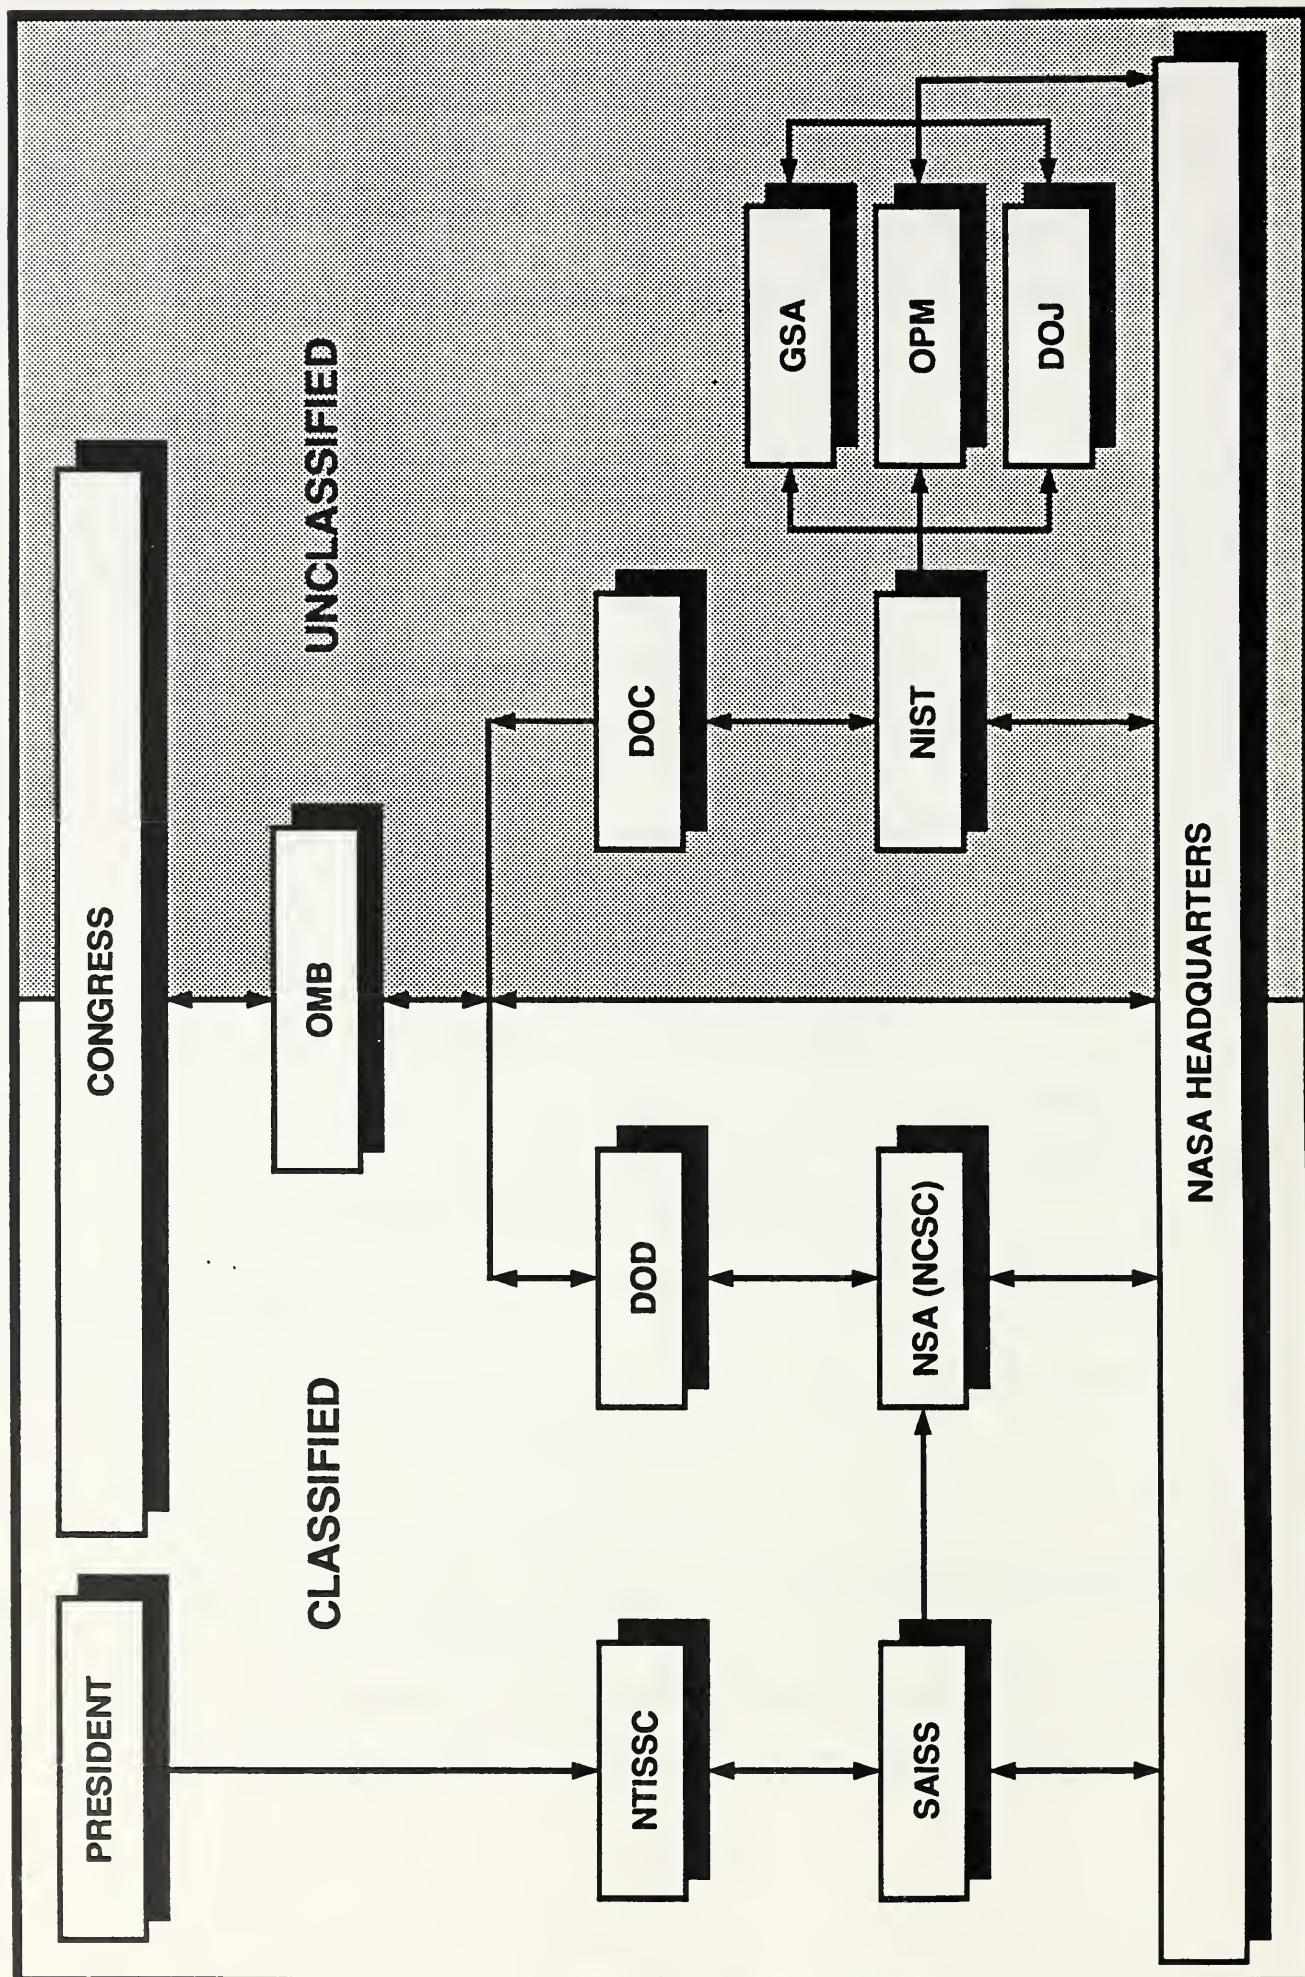 PRESIDENT
CONGRESS
CLASSIFIED
UNCLASSIFIED
OMB
NTISSC
DOD
DOC
SAISS
NSA (NCSC)
NIST
GSA
OPM
DOJ
NASA HEADQUARTERS